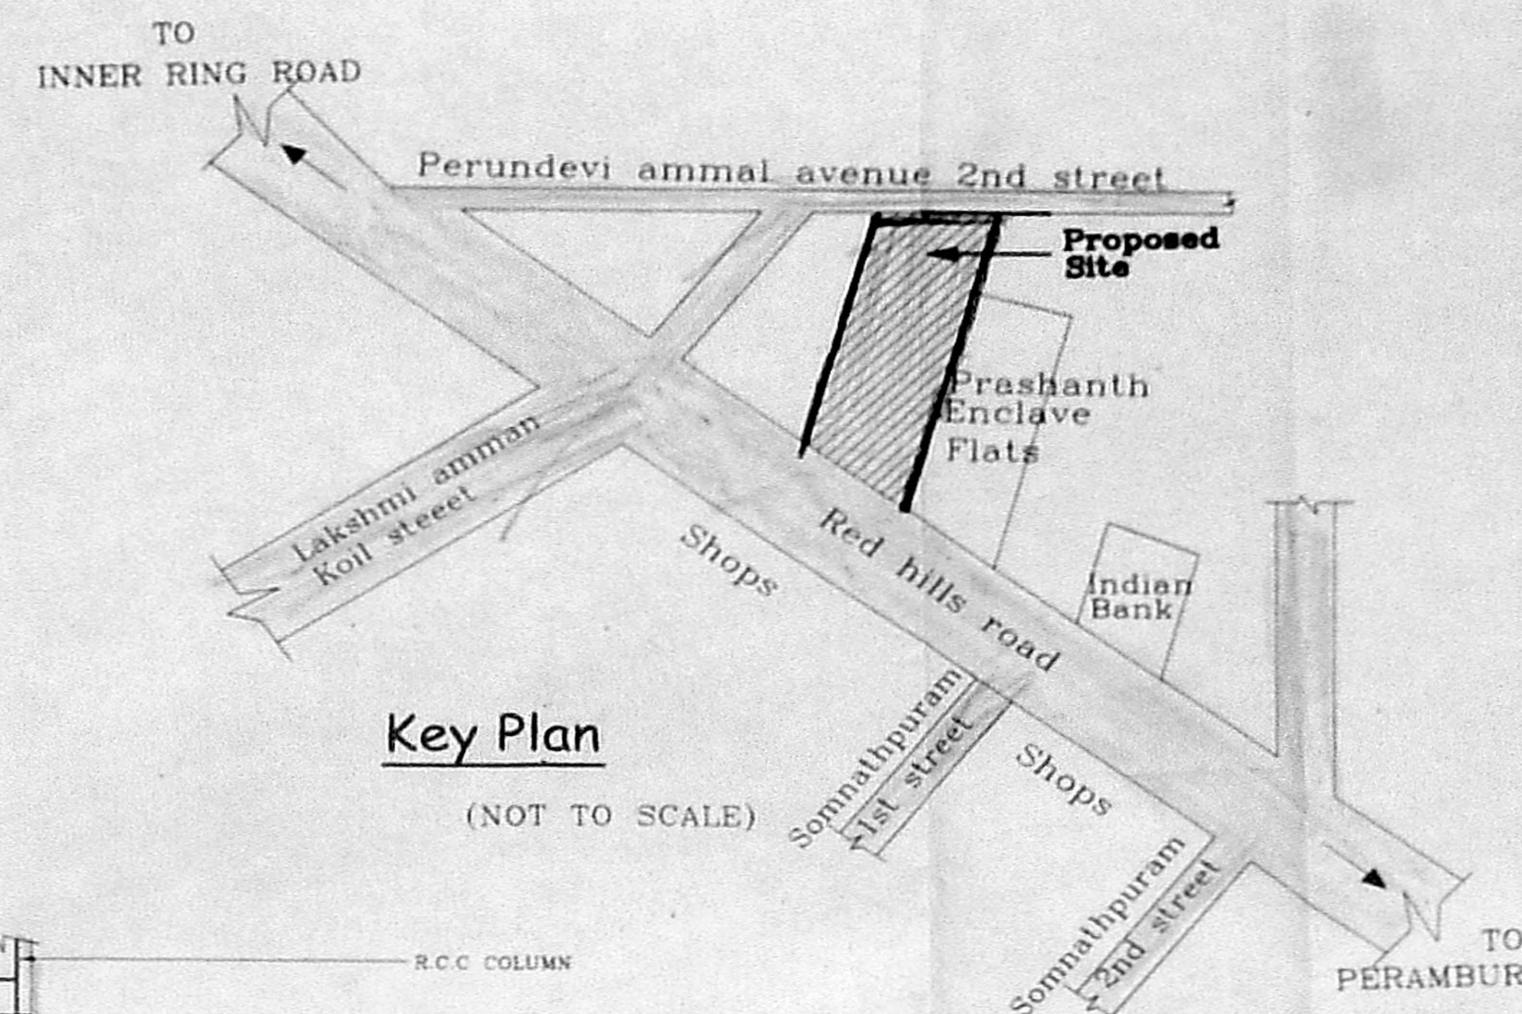 TO
INNER RING ROAD
Perundevi ammal avenue 2nd street
Proposed
Site
Prashanth
Enclave
Flats
Lakshmi amman
Koil steeet
Shops
Red hills road
Indian
Bank
Somnathpuram
1st street
Shops
Key Plan
(NOT TO SCALE)
Somnathpuram
2nd street
TO
PERAMBUR
R.C.C COLUMN